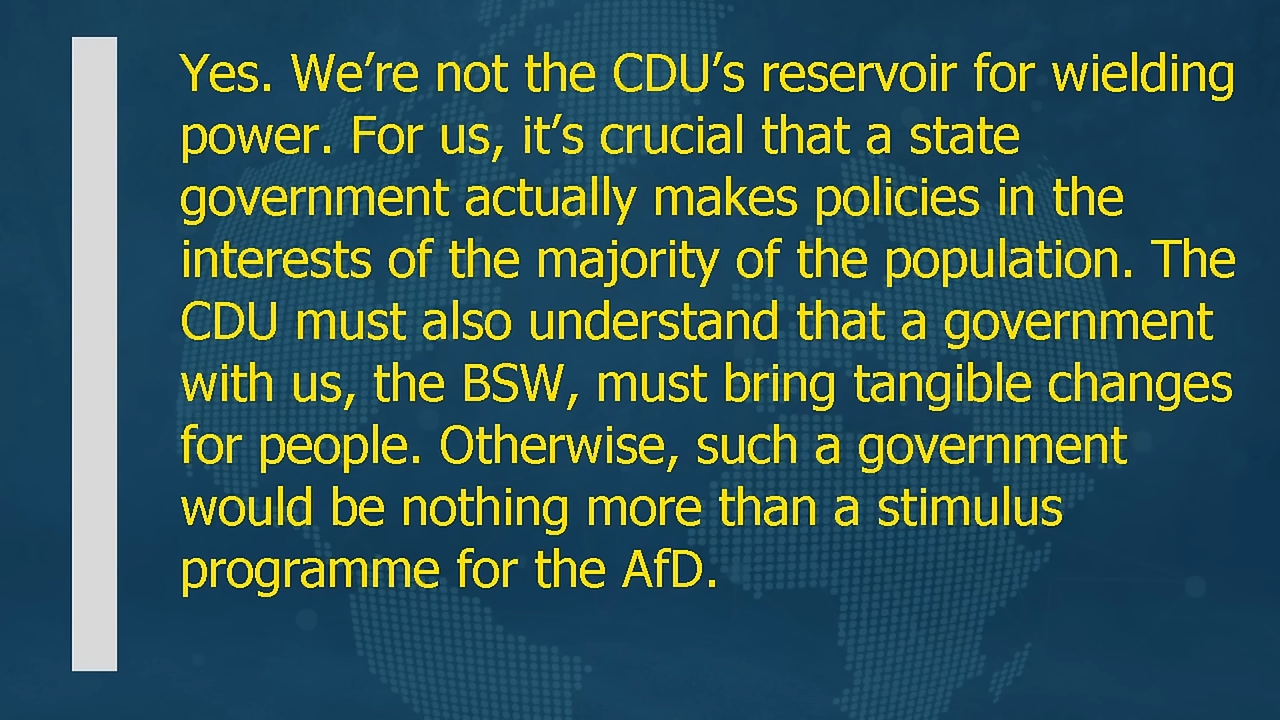 Yes. We’re not the CDU’s reservoir for wielding
power. For us, it’s crucial that a state
government actually makes policies in the
interests of the majority of the population. The
CDU must also understand that a government
with us, the BSW, must bring tangible changes
for people. Otherwise, such a government
would be nothing more than a stimulus
programme for the AfD.